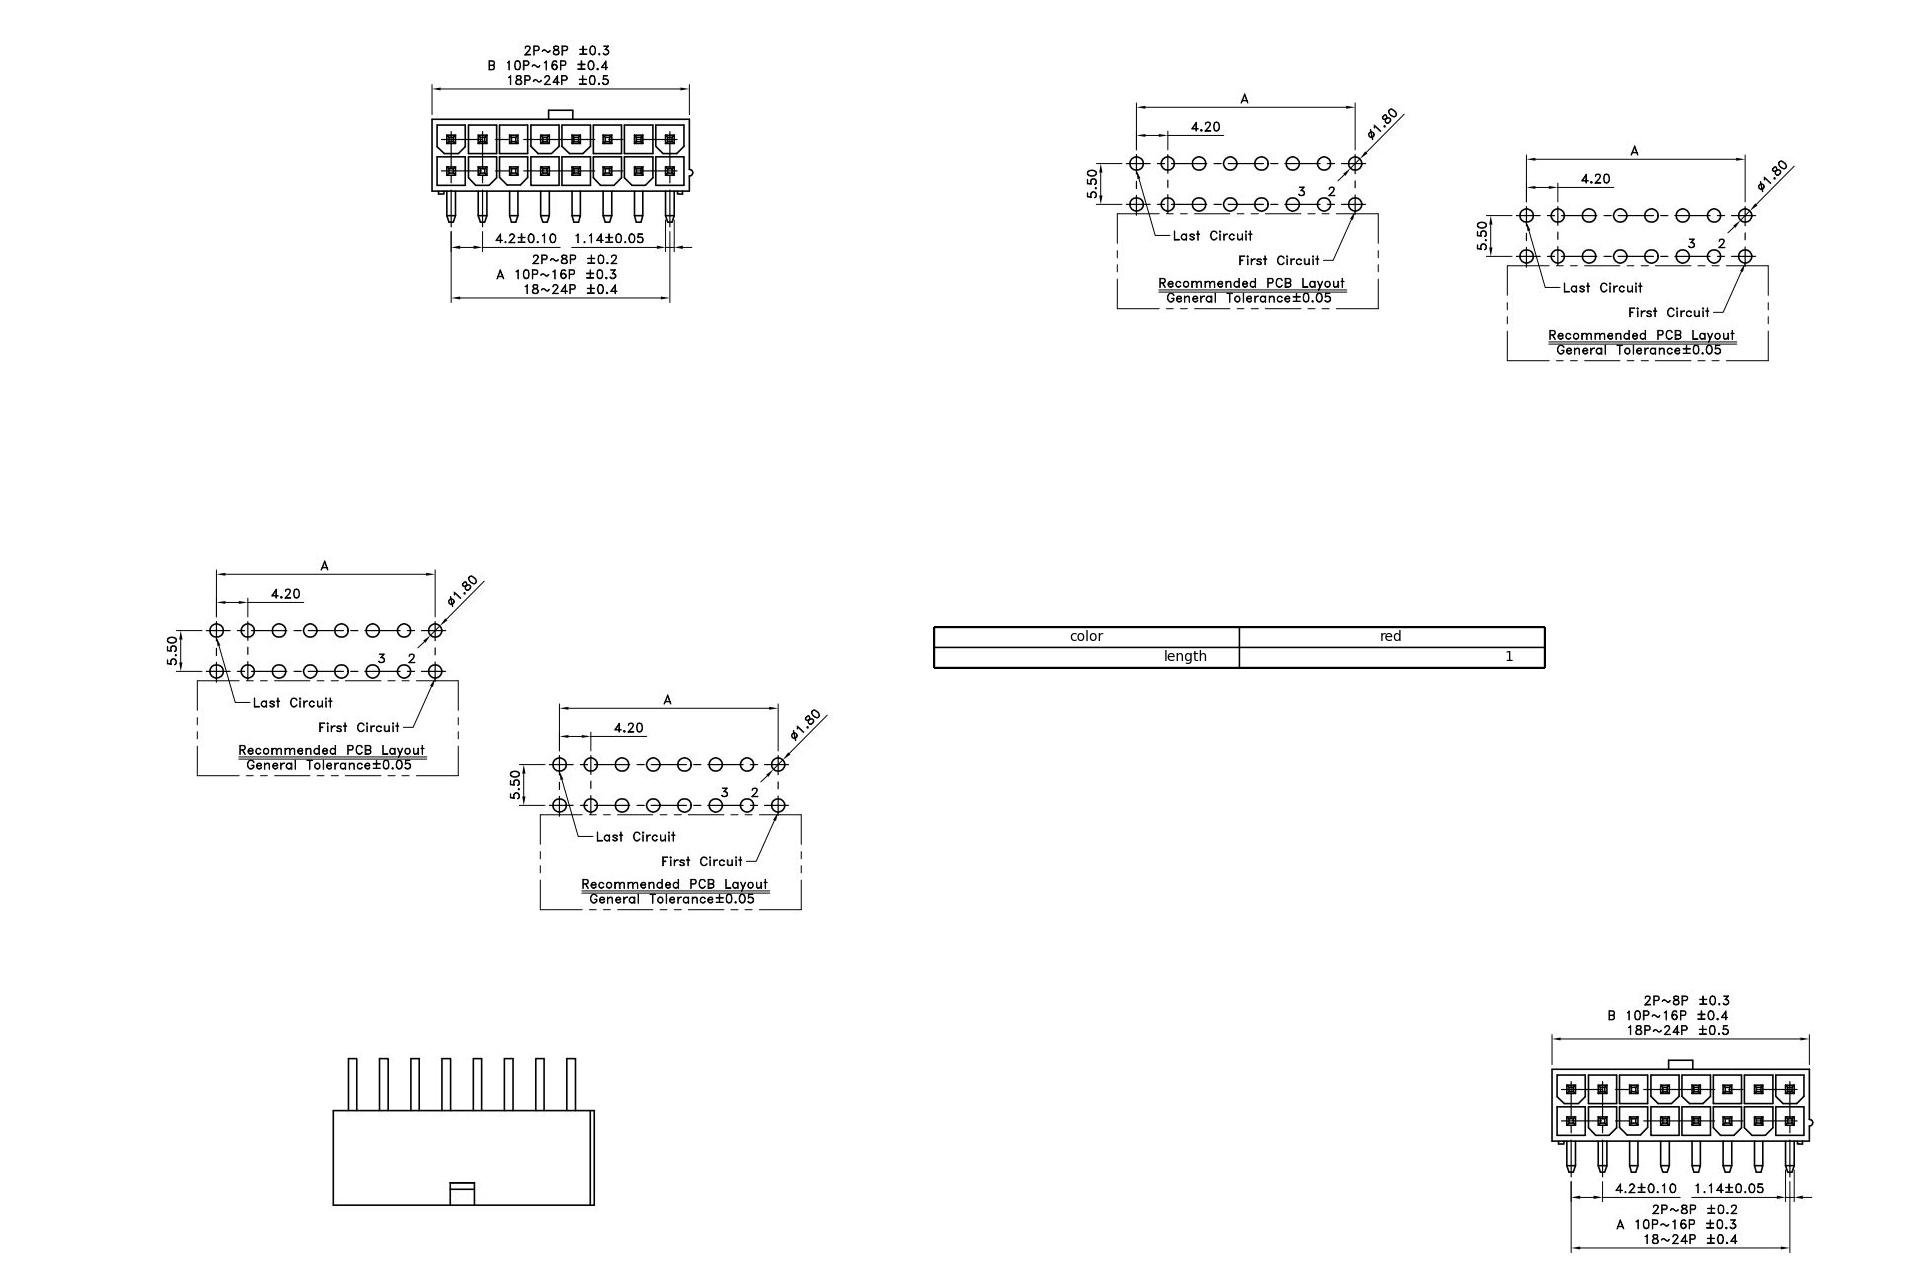 2P~8P ±0.3
B 10P~16P ±0.4
18P~24P ±0.5
4.2±0.10 1.14±0.05
2P~8P ±0.2
A 10P~16P ±0.3
18~24P ±0.4
A
4.20
ø1.80
5.50
3 2
Last Circuit
First Circuit
Recommended PCB Layout
General Tolerance±0.05
A
4.20
ø1.80
5.50
3 2
Last Circuit
First Circuit
Recommended PCB Layout
General Tolerance±0.05
A
4.20
ø1.80
5.50
3 2
Last Circuit
First Circuit
Recommended PCB Layout
General Tolerance±0.05
color red
length 1
A
4.20
ø1.80
5.50
3 2
Last Circuit
First Circuit
Recommended PCB Layout
General Tolerance±0.05
2P~8P ±0.3
B 10P~16P ±0.4
18P~24P ±0.5
4.2±0.10 1.14±0.05
2P~8P ±0.2
A 10P~16P ±0.3
18~24P ±0.4